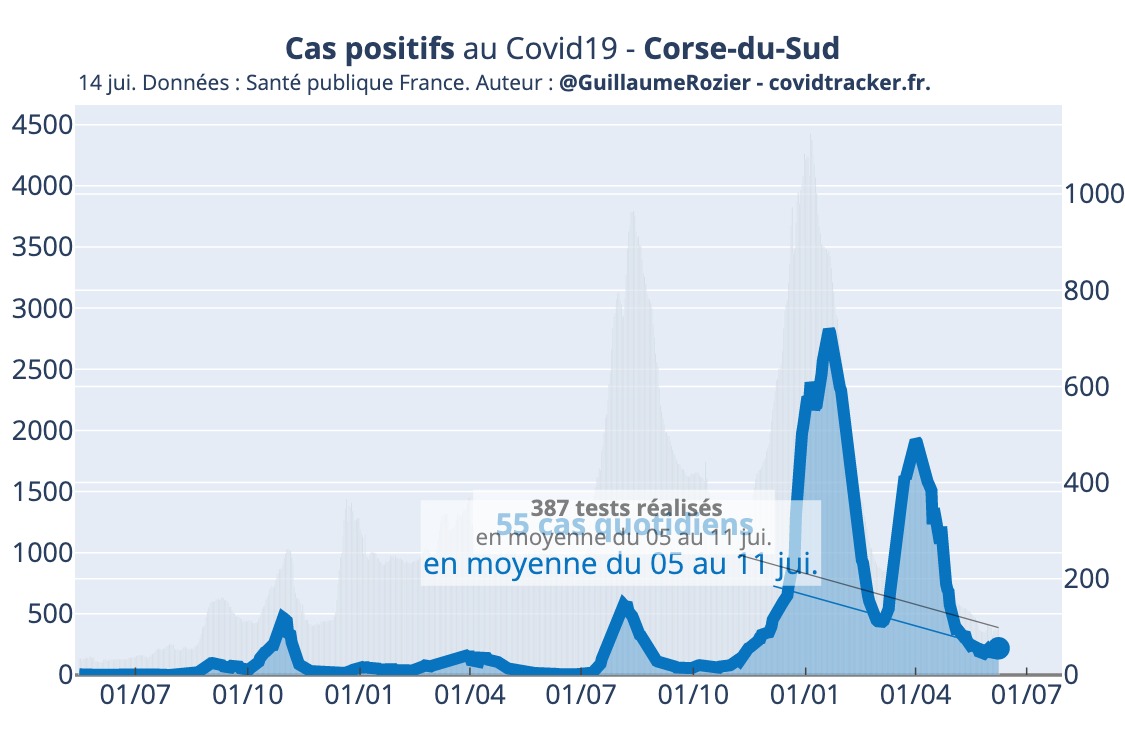 Cas positifs au Covid19 - Corse-du-Sud
14 jui. Données : Santé publique France. Auteur : @GuillaumeRozier - covidtracker.fr.
4500
4000
3500
3000
2500
2000
1500
1000
500
0
1000
800
600
400
200
0
387 tests réalisés
55 cas quotidiens
en moyenne du 05 au 11 jui.
en moyenne du 05 au 11 jui.
01/07 01/10 01/01 01/04 01/07 01/10 01/01 01/04 01/07